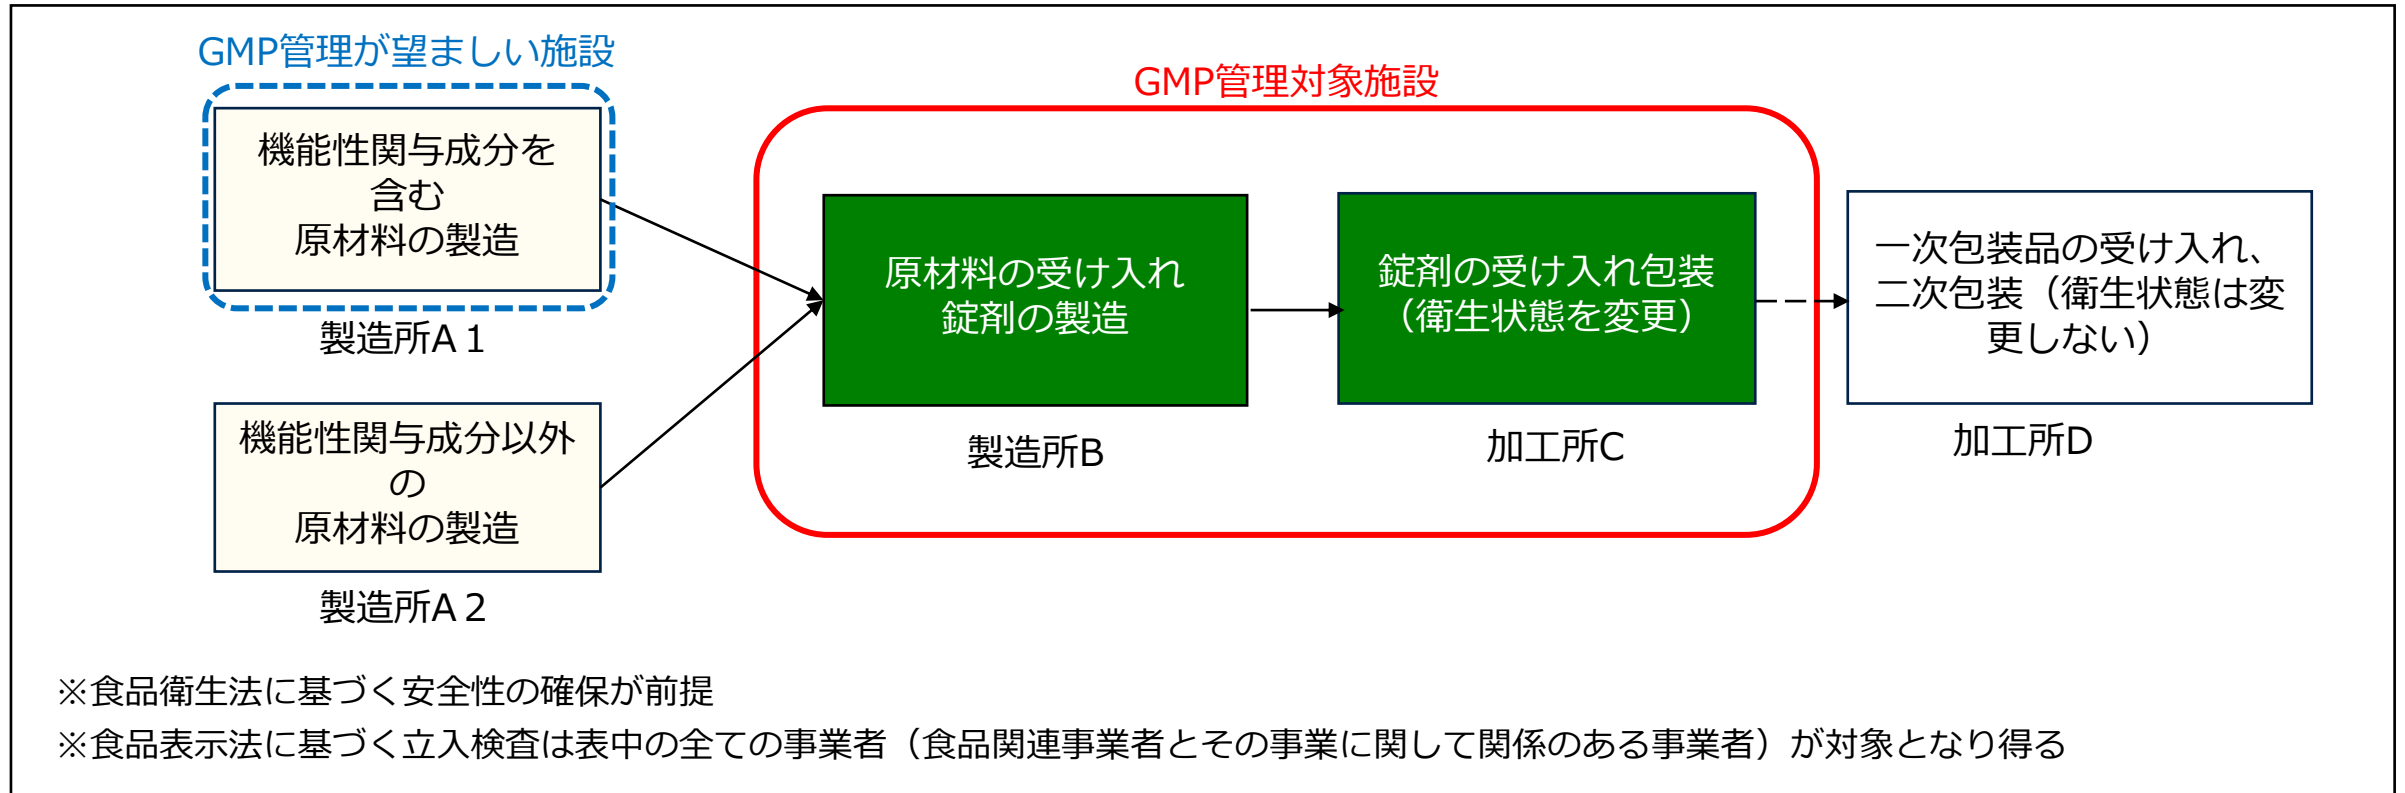 GMP管理が望ましい施設
機能性関与成分を
含む
原材料の製造
製造所A１
機能性関与成分以外
の
原材料の製造
製造所A２
GMP管理対象施設
原材料の受け入れ
錠剤の製造
製造所B
錠剤の受け入れ包装
（衛生状態を変更）
加工所C
一次包装品の受け入れ、
二次包装（衛生状態は変
更しない）
加工所D
※食品衛生法に基づく安全性の確保が前提
※食品表示法に基づく立入検査は表中の全ての事業者（食品関連事業者とその事業に関して関係のある事業者）が対象となり得る